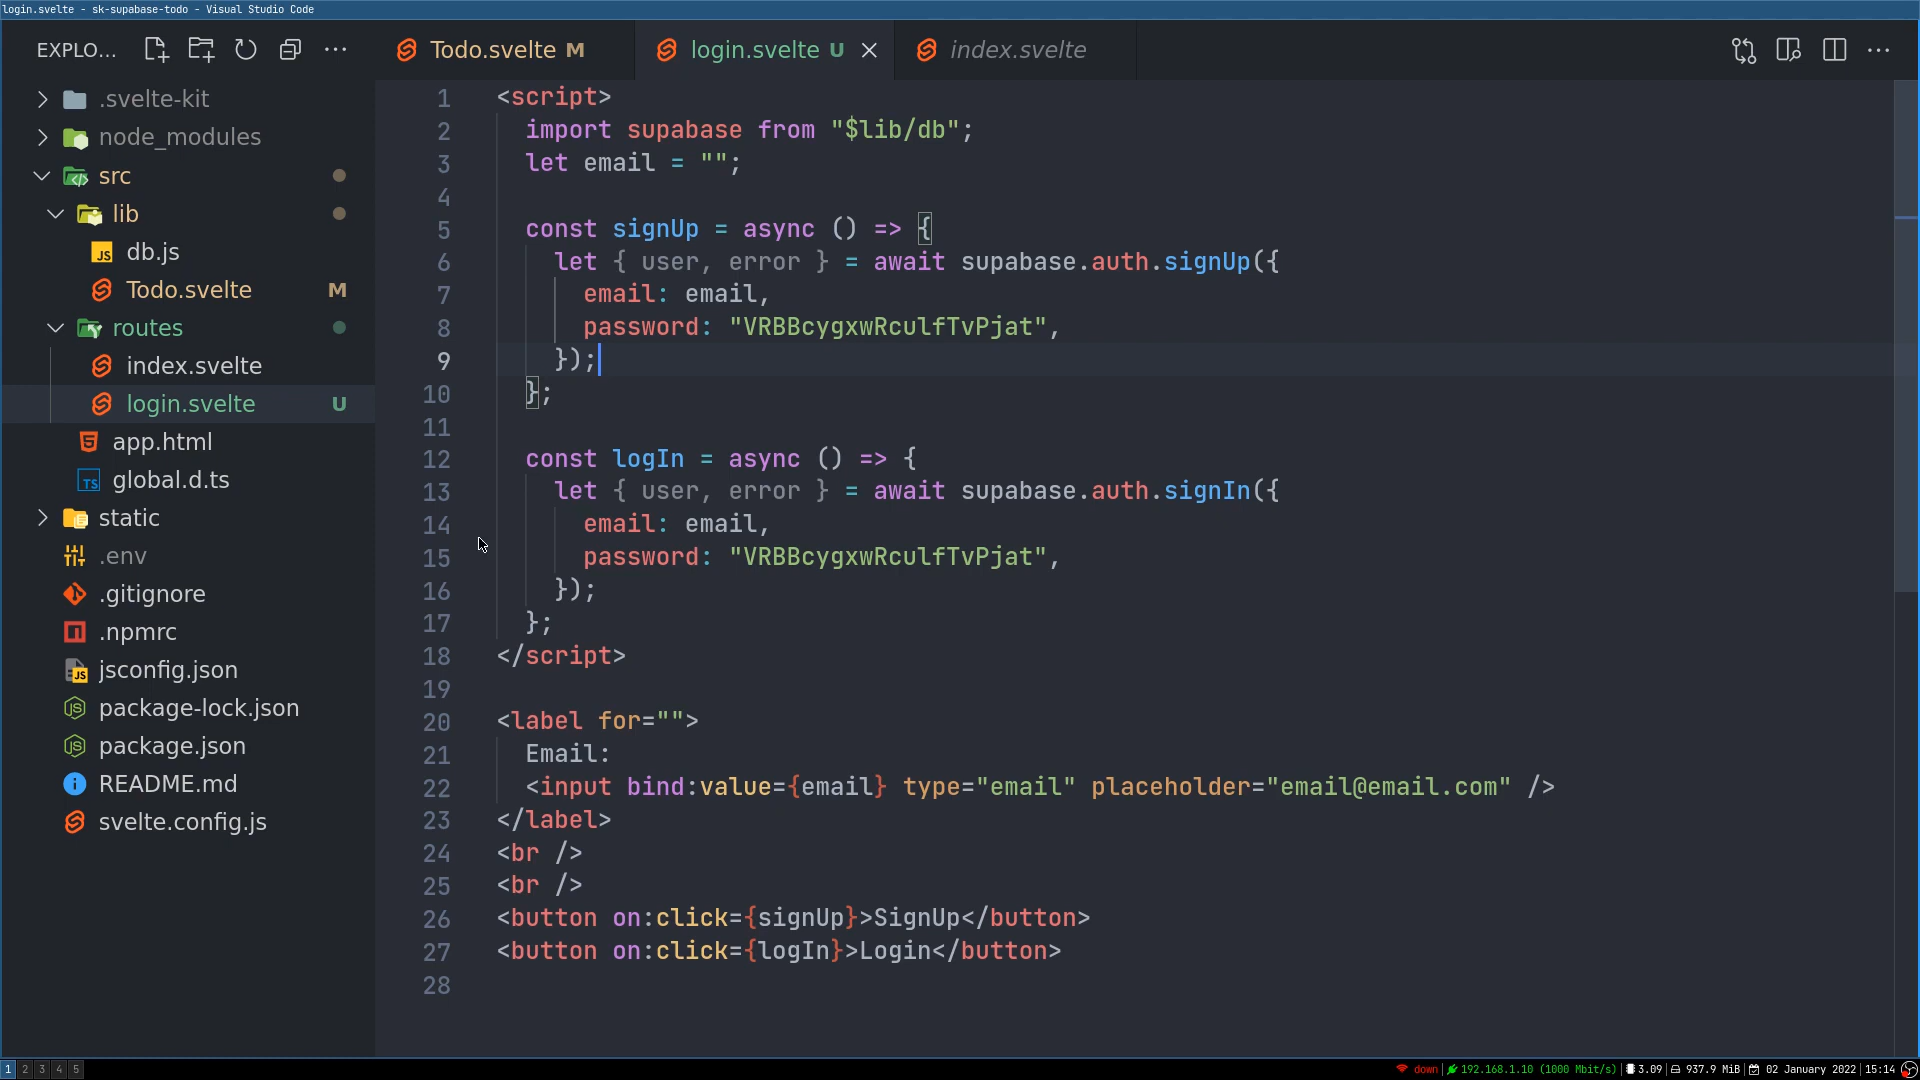 login.svelte - sk-supabase-todo - Visual Studio Code
EXPLO...
Todo.svelte M
login.svelte U
index.svelte
.svelte-kit
node_modules
src
lib
db.js
Todo.svelte M
routes
index.svelte
login.svelte U
app.html
global.d.ts
static
.env
.gitignore
.npmrc
jsconfig.json
package-lock.json
package.json
README.md
svelte.config.js
1 <script>
2 import supabase from "$lib/db";
3 let email = "";
4
5 const signUp = async () => {
6 let { user, error } = await supabase.auth.signUp({
7 email: email,
8 password: "VRBBcygxwRculfTvPjat",
9 });
10 };
11
12 const logIn = async () => {
13 let { user, error } = await supabase.auth.signIn({
14 email: email,
15 password: "VRBBcygxwRculfTvPjat",
16 });
17 };
18 </script>
19
20 <label for="">
21 Email:
22 <input bind:value={email} type="email" placeholder="email@email.com" />
23 </label>
24 <br />
25 <br />
26 <button on:click={signUp}>SignUp</button>
27 <button on:click={logIn}>Login</button>
28
1 2 3 4 5
down | 192.168.1.10 (1000 Mbit/s) | 3.09 | 937.9 MiB | 02 January 2022 | 15:14